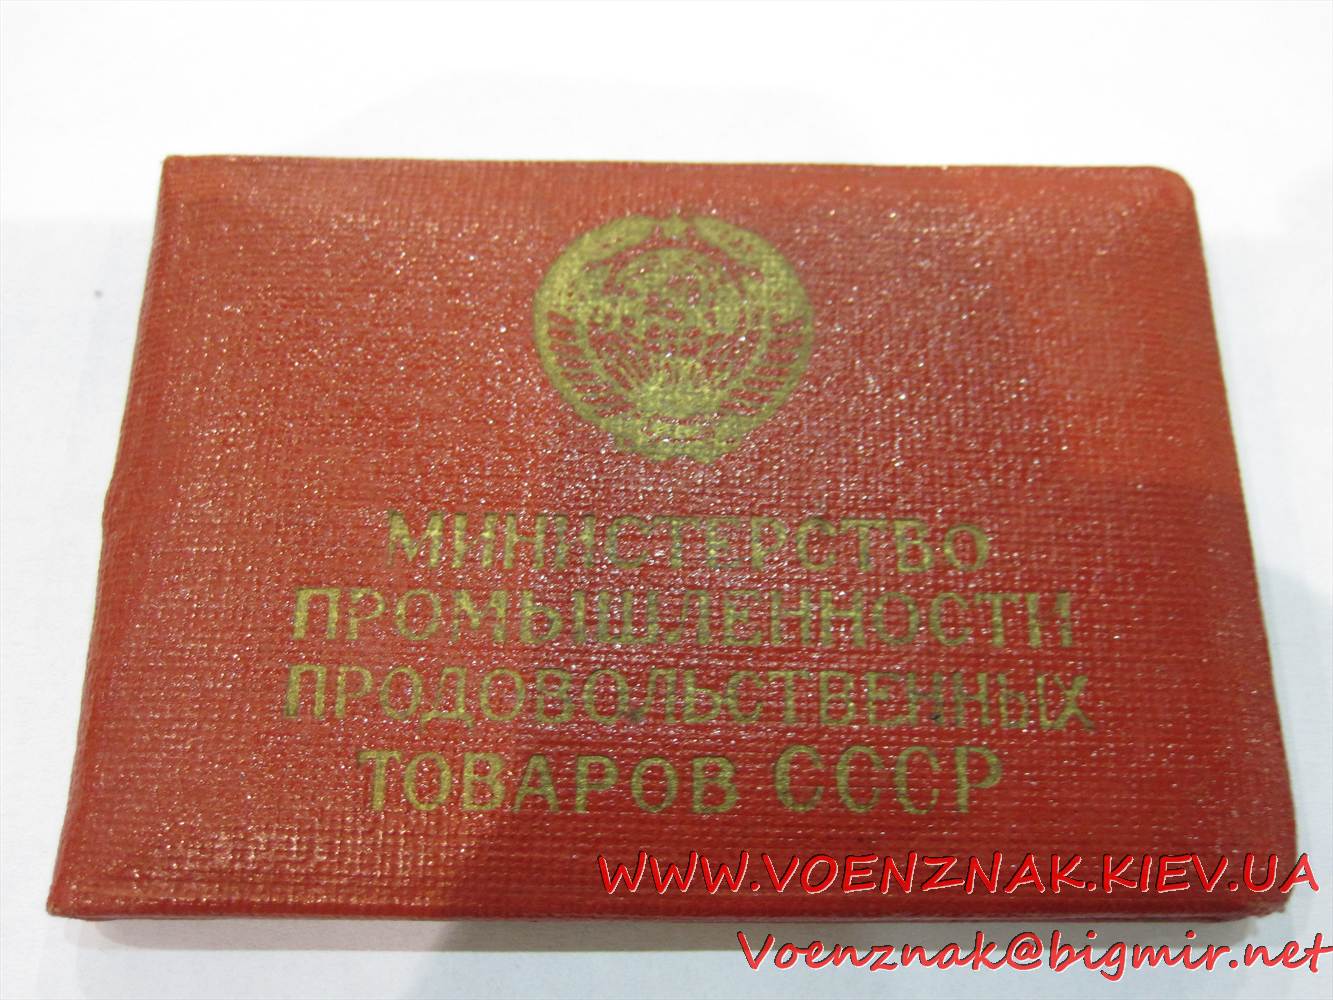 МИНИСТЕРСТВО
ПРОМЫШЛЕННОСТИ
ПРОДОВОЛЬСТВЕННЫХ
ТОВАРОВ СССР
WWW.VOENZNAK.KIEV.UA
Voenznak@bigmir.net